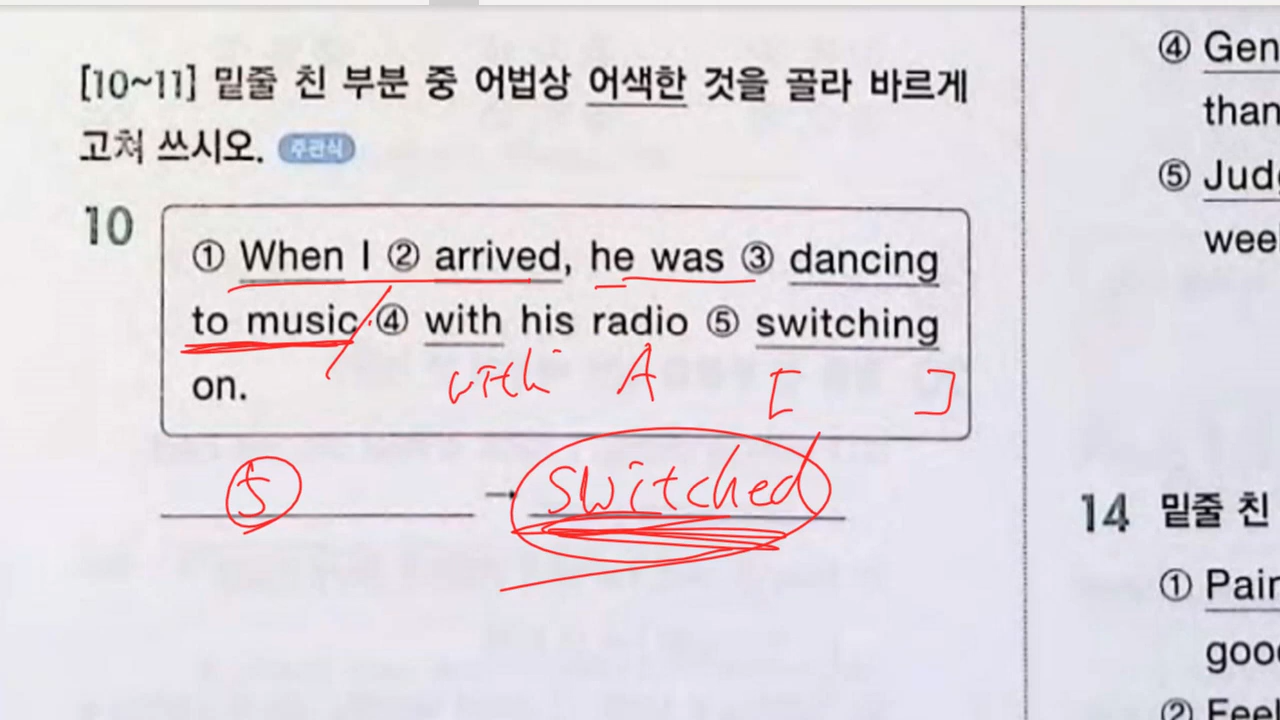 [10~11] 밑줄 친 부분 중 어법상 어색한 것을 골라 바르게
고쳐 쓰시오. 주관식
10
① When I ② arrived, he was ③ dancing
to music ④ with his radio ⑤ switching
on.
with A [ ]
⑤ → switched
④ Gen
than
⑤ Jud
wee
14 밑줄 친
① Pain
good
② Feel